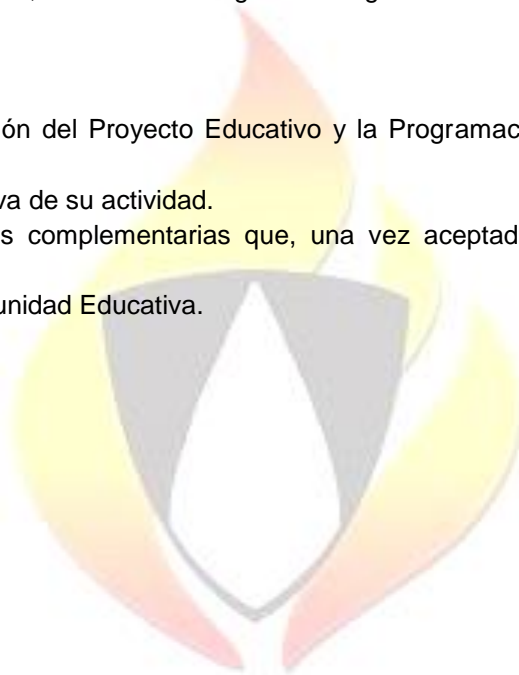 ón del Proyecto Educativo y la Programac
va de su actividad.
s complementarias que, una vez aceptad
unidad Educativa.